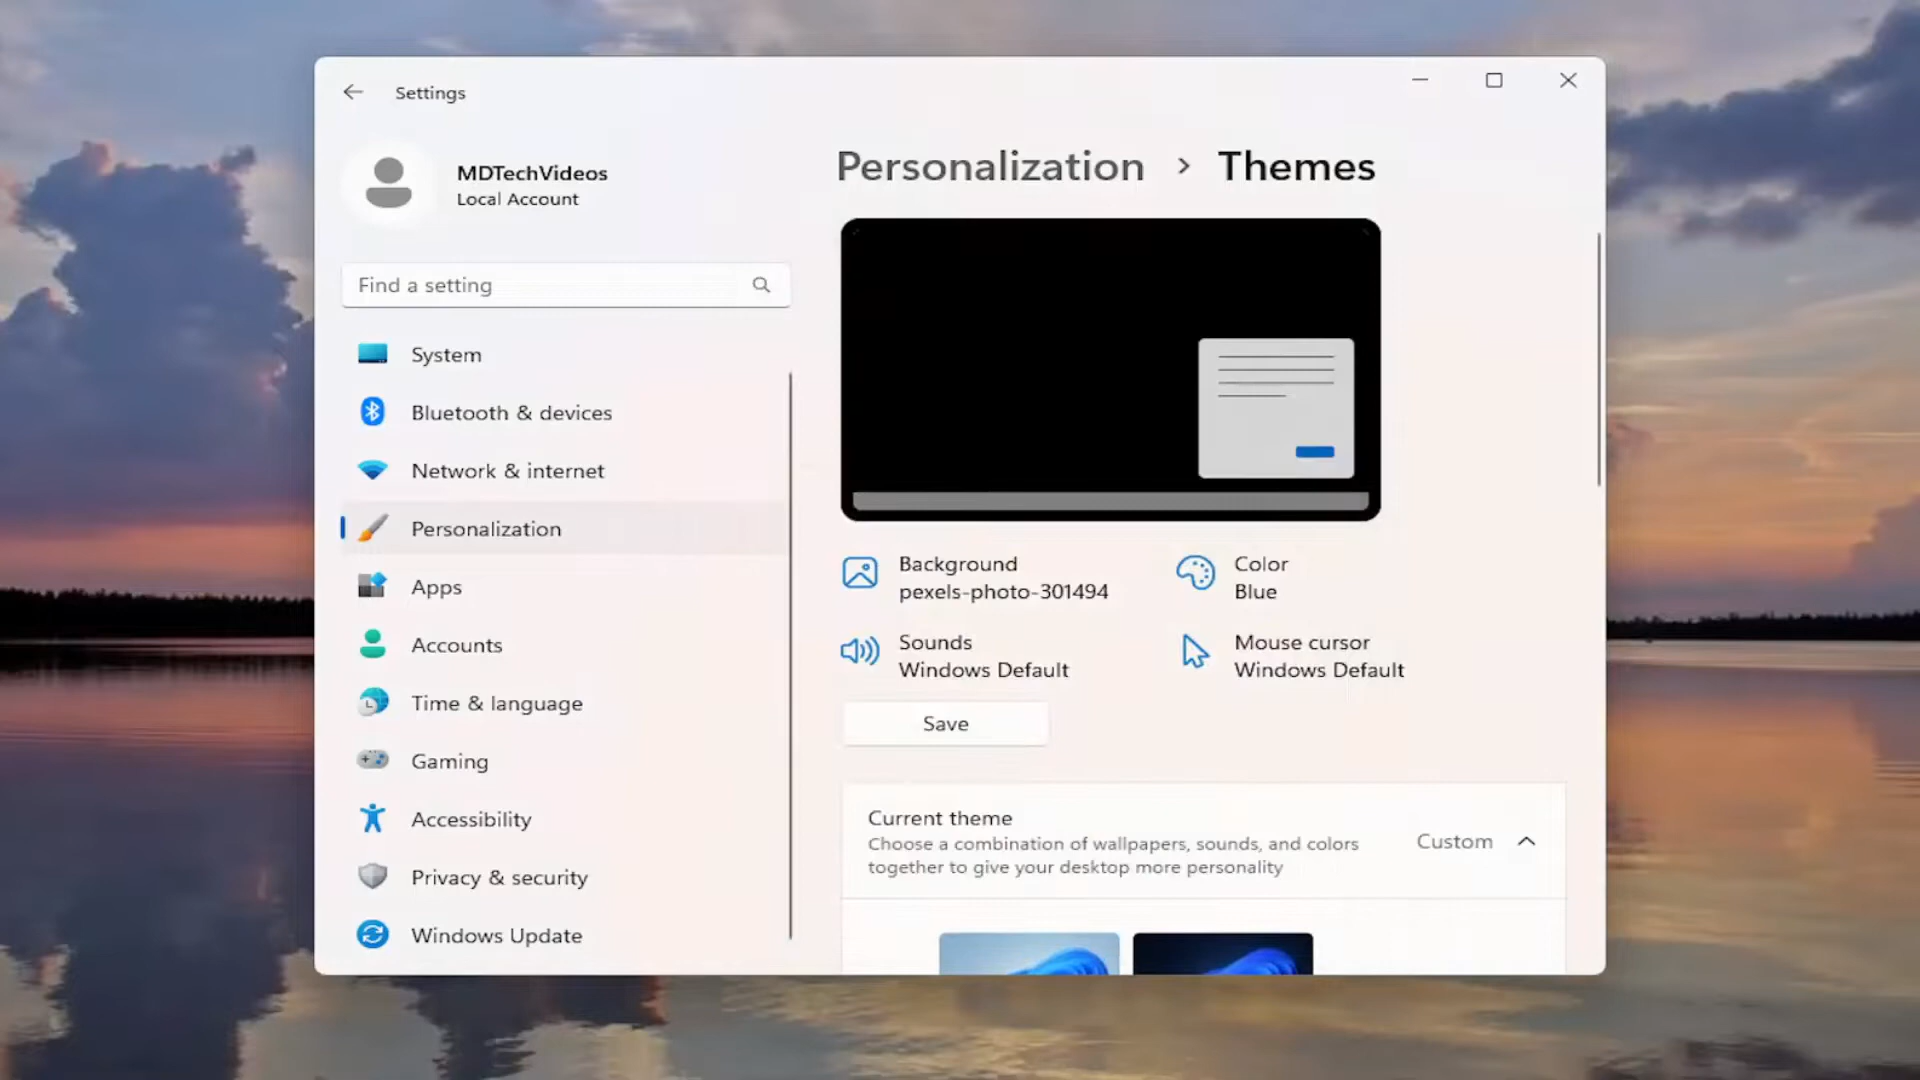 Settings
MDTechVideos
Local Account
Find a setting
System
Bluetooth & devices
Network & internet
Personalization
Apps
Accounts
Time & language
Gaming
Accessibility
Privacy & security
Windows Update
Personalization > Themes
Background
pexels-photo-301494
Color
Blue
Sounds
Windows Default
Mouse cursor
Windows Default
Save
Current theme
Choose a combination of wallpapers, sounds, and colors
together to give your desktop more personality
Custom